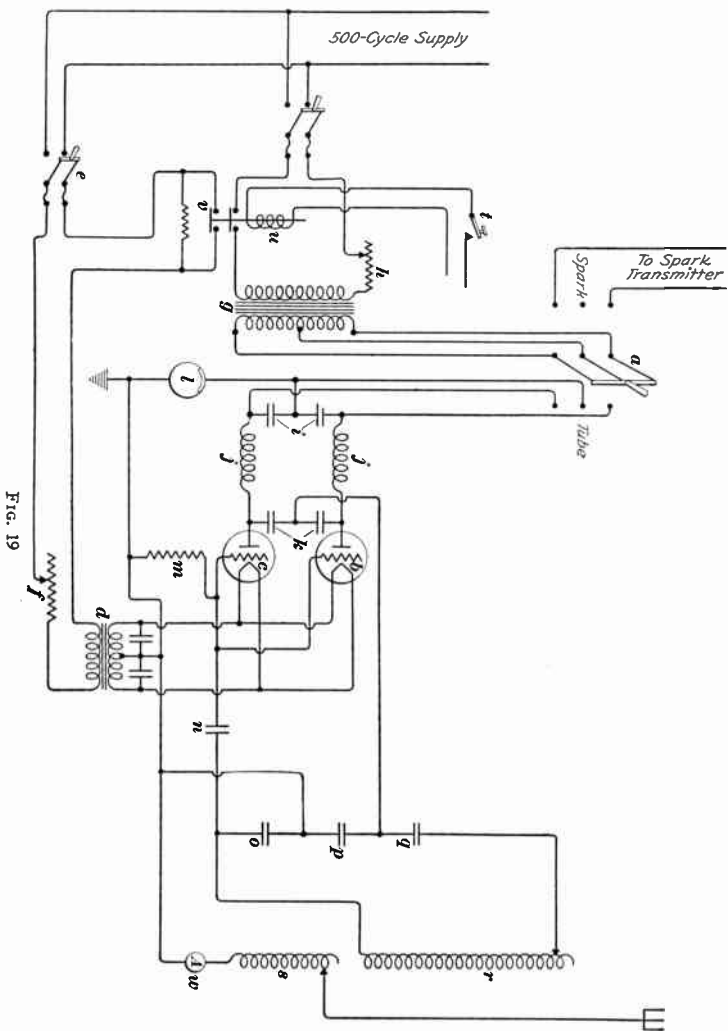 500-Cycle Supply
To Spark
Transmitter
Spark
Tube
a
e
v
u
t
h
g
l
i
j
j
k
b
c
m
d
f
n
o
p
q
r
s
w
A
FIG. 19